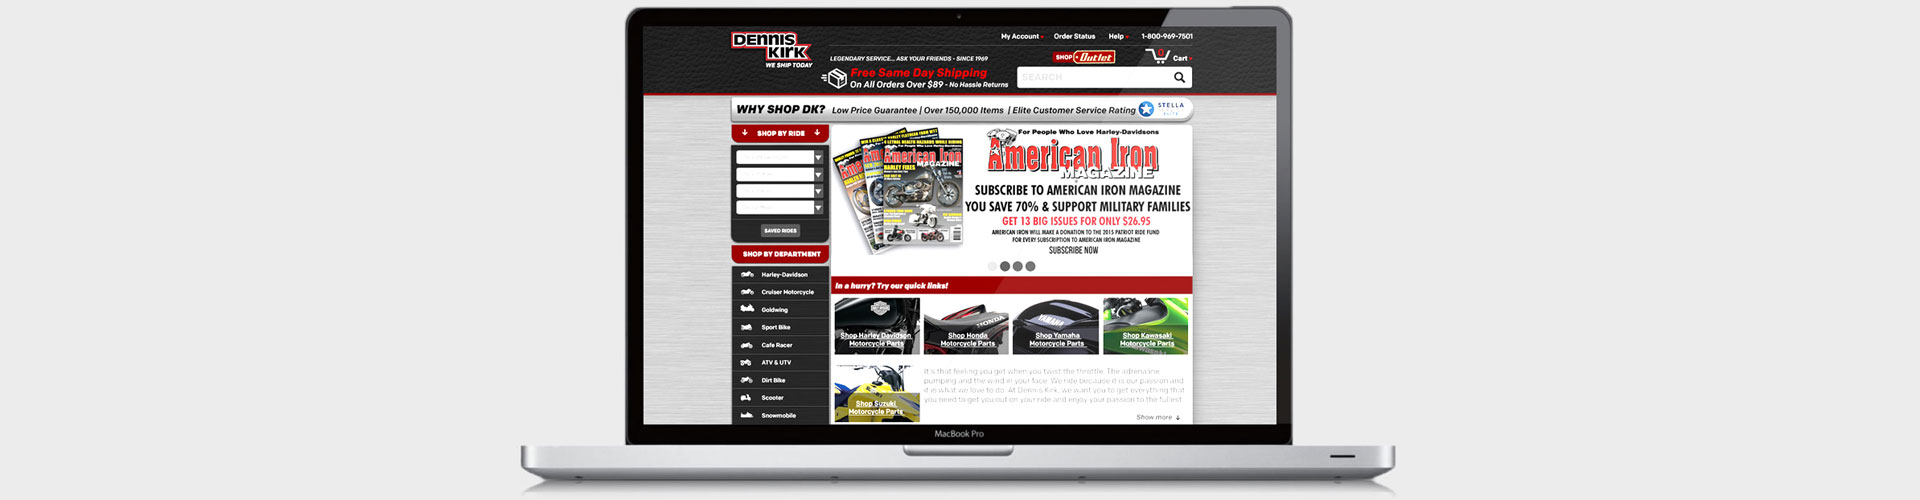 DENNIS
KIRK
WE SHIP TODAY
My Account
Order Status
Help
1-800-969-7501
LEGENDARY SERVICE... ASK YOUR FRIENDS - SINCE 1969
SHOP Outlet
0
Cart
Free Same Day Shipping
On All Orders Over $89 - No Hassle Returns
SEARCH
WHY SHOP DK?
Low Price Guarantee | Over 150,000 Items | Elite Customer Service Rating
STELLA
SHOP BY RIDE
SAVED RIDES
SHOP BY DEPARTMENT
Harley-Davidson
Cruiser Motorcycle
Goldwing
Sport Bike
Cafe Racer
ATV & UTV
Dirt Bike
Scooter
Snowmobile
American Iron
MAGAZINE
HARLEY FIXES
For People Who Love Harley-Davidsons
American Iron
MAGAZINE
SUBSCRIBE TO AMERICAN IRON MAGAZINE
YOU SAVE 70% & SUPPORT MILITARY FAMILIES
GET 13 BIG ISSUES FOR ONLY $26.95
AMERICAN IRON WILL MAKE A DONATION TO THE 2015 PATRIOT RIDE FUND
FOR EVERY SUBSCRIPTION TO AMERICAN IRON MAGAZINE
SUBSCRIBE NOW
In a hurry? Try our quick links!
Shop Harley Davidson
Motorcycle Parts
HONDA
Shop Honda
Motorcycle Parts
YAMAHA
Shop Yamaha
Motorcycle Parts
Shop Kawasaki
Motorcycle Parts
Shop Suzuki
Motorcycle Parts
It's that feeling you get when you twist the throttle. The adrenaline
pumping and the wind in your face. We ride because it is our passion and
it is what we love to do. At Dennis Kirk, we want you to get everything that
you need to get you out on your ride and enjoy your passion to the fullest.
Show more
MacBook Pro